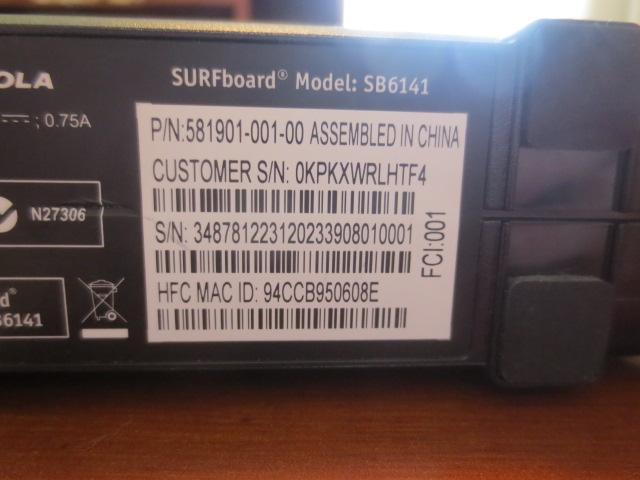 OLA
SURFboard® Model: SB6141
; 0.75A
P/N:581901-001-00 ASSEMBLED IN CHINA
CUSTOMER S/N: 0KPKXWRLHTF4
N27306
S/N: 348781223120233908010001
FCI:001
HFC MAC ID: 94CCB950608E
d®
B6141